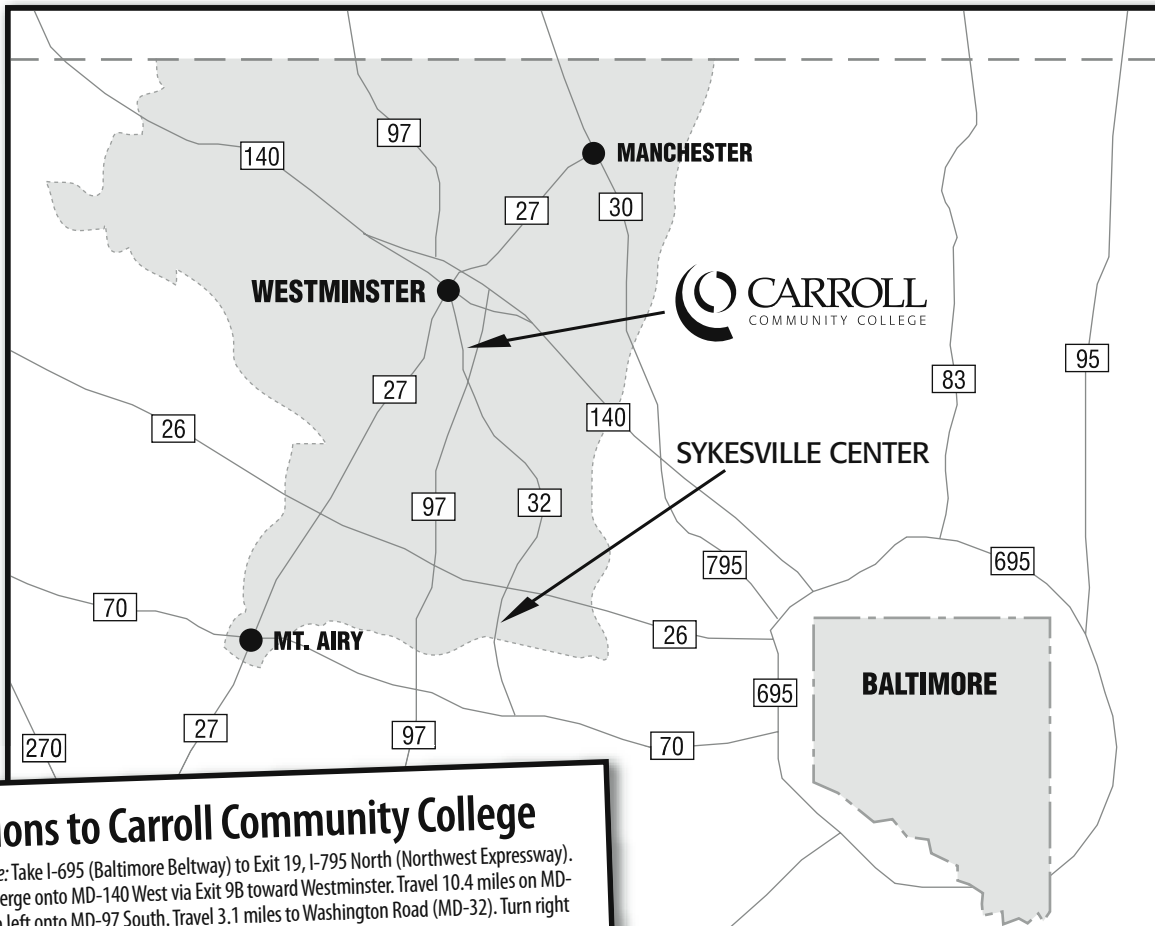 97
140
MANCHESTER
27
30
WESTMINSTER
CARROLL
COMMUNITY COLLEGE
95
83
27
140
26
SYKESVILLE CENTER
97
32
795
695
70
26
MT. AIRY
BALTIMORE
695
27
97
70
270
to Carroll Community College
Take I-695 (Baltimore Beltway) to Exit 19, I-795 North (Northwest Expressway).
onto MD-140 West via Exit 9B toward Westminster. Travel 10.4 miles on MD-
left onto MD-97 South. Travel 3.1 miles to Washington Road (MD-32). Turn right